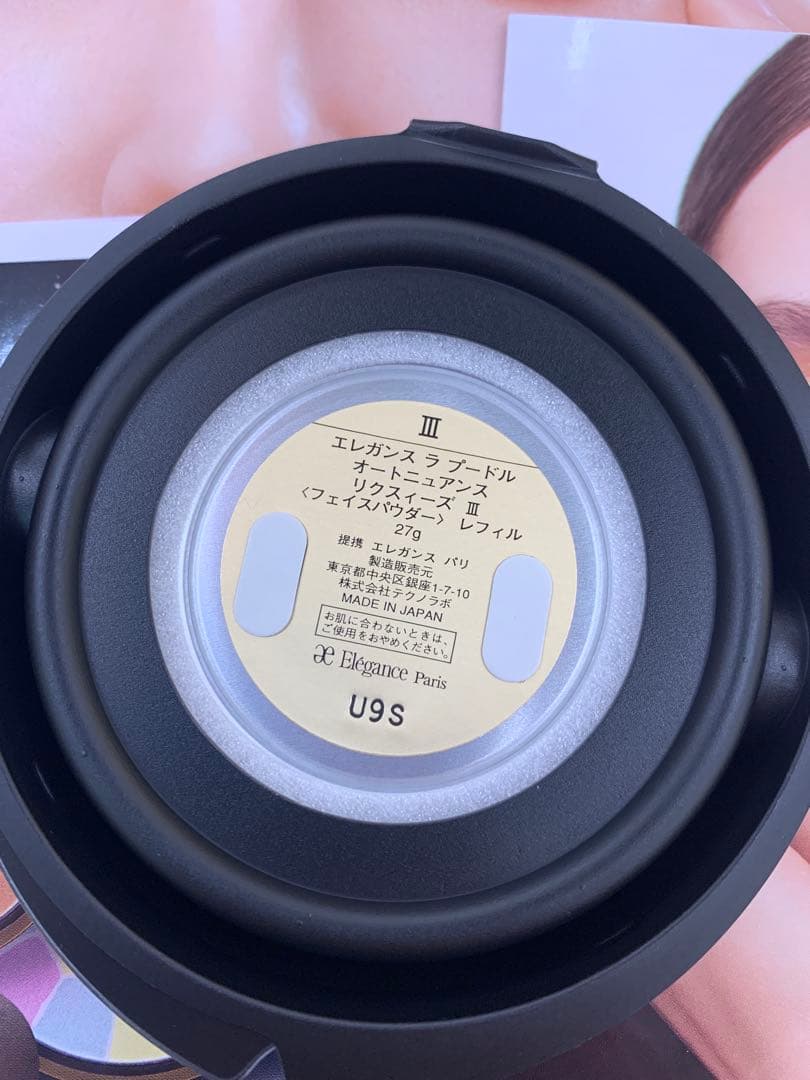 III
エレガンス ラ プードル
オートニュアンス
リクスィーズ III
〈フェイスパウダー〉 レフィル
27g
提携 エレガンス パリ
製造販売元
東京都中央区銀座1-7-10
株式会社テクノラボ
MADE IN JAPAN
お肌に合わないときは、
ご使用をおやめください。
æ Elégance Paris
U9S